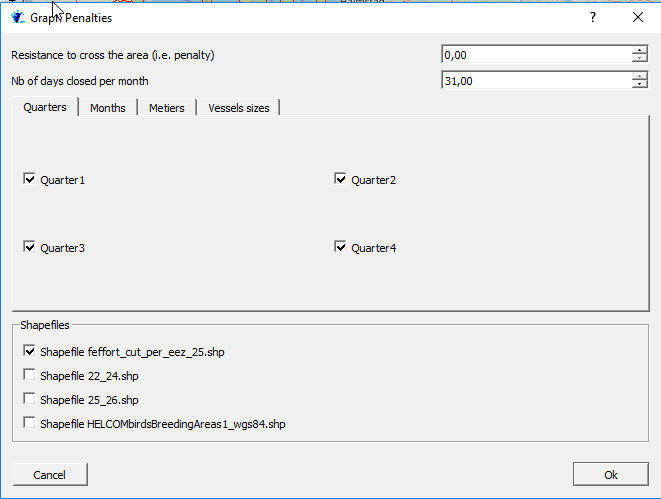 Halmstad
Graph Penalties
?
Resistance to cross the area (i.e. penalty)
0,00
Nb of days closed per month
31,00
Quarters
Months
Metiers
Vessels sizes
Quarter1
Quarter2
Quarter3
Quarter4
Shapefiles
Shapefile feffort_cut_per_eez_25.shp
Shapefile 22_24.shp
Shapefile 25_26.shp
Shapefile HELCOMbirdsBreedingAreas1_wgs84.shp
Cancel
Ok